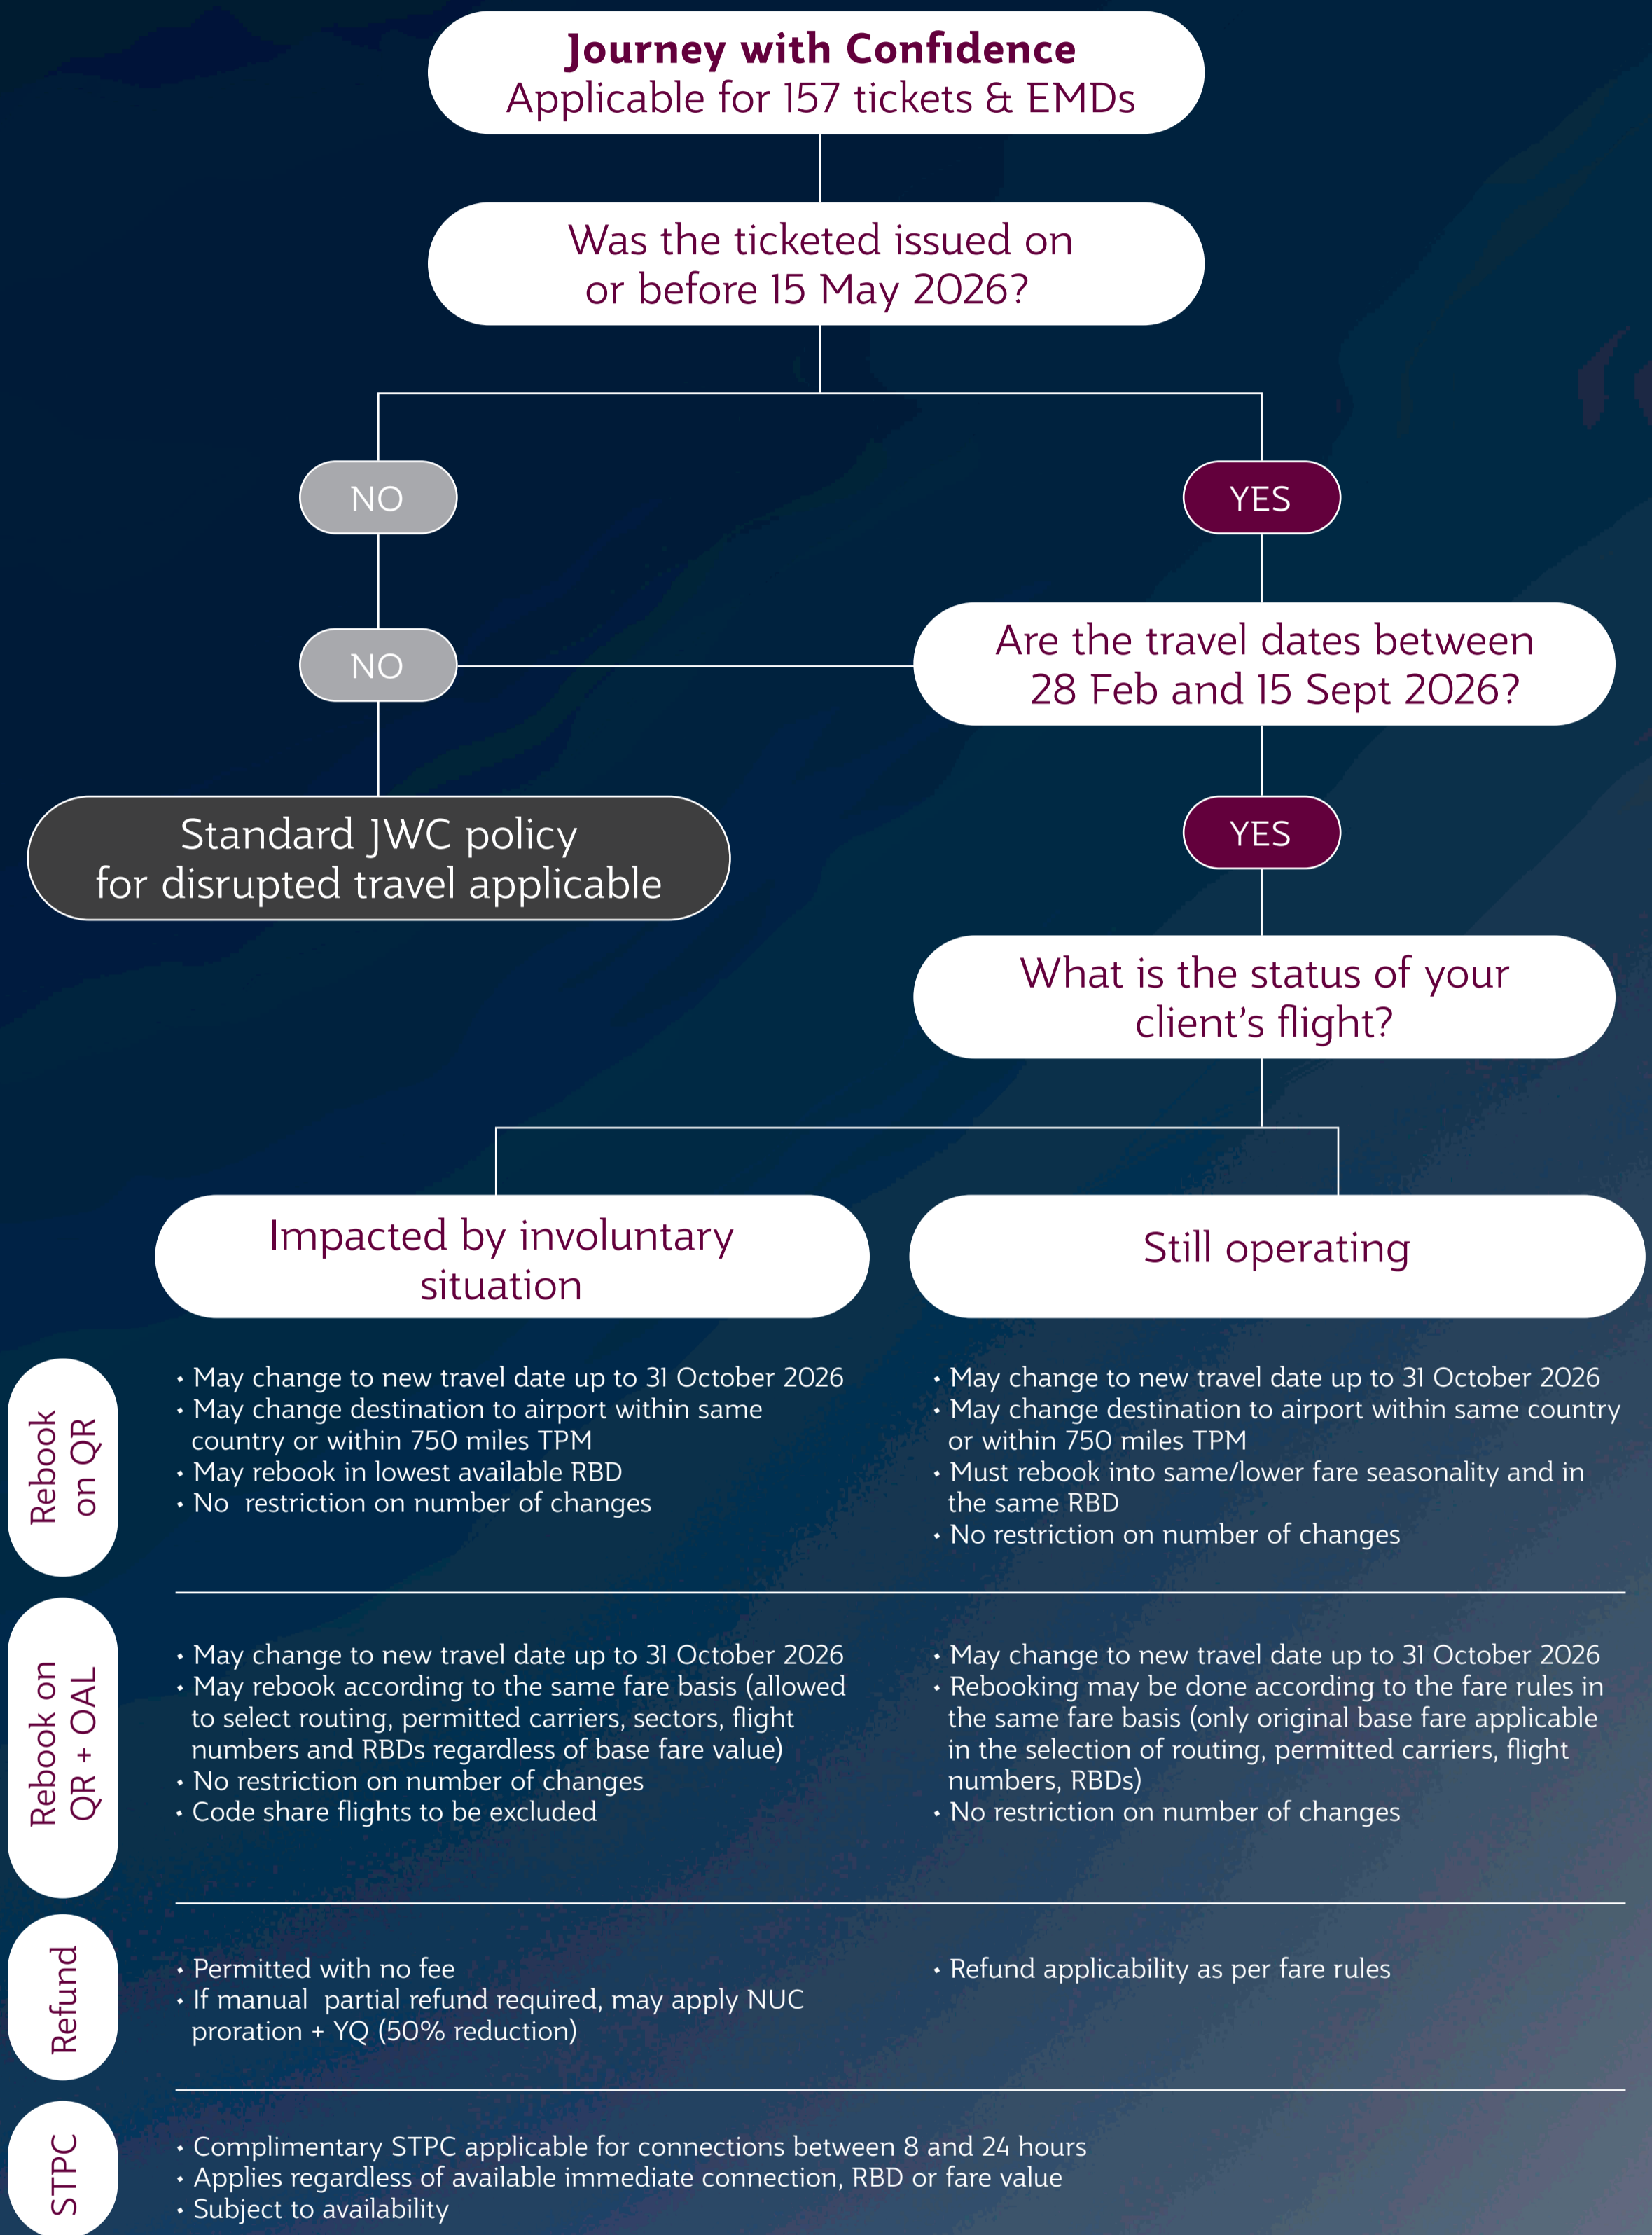 Journey with Confidence
Applicable for 157 tickets & EMDs
Was the ticketed issued on
or before 15 May 2026?
NO
YES
NO
Are the travel dates between
28 Feb and 15 Sept 2026?
Standard JWC policy
for disrupted travel applicable
YES
What is the status of your
client’s flight?
Impacted by involuntary
situation
Still operating
Rebook
on QR
• May change to new travel date up to 31 October 2026
• May change destination to airport within same
country or within 750 miles TPM
• May rebook in lowest available RBD
• No  restriction on number of changes
• May change to new travel date up to 31 October 2026
• May change destination to airport within same country
or within 750 miles TPM
• Must rebook into same/lower fare seasonality and in
the same RBD
• No restriction on number of changes
Rebook on
QR + OAL
• May change to new travel date up to 31 October 2026
• May rebook according to the same fare basis (allowed
to select routing, permitted carriers, sectors, flight
numbers and RBDs regardless of base fare value)
• No restriction on number of changes
• Code share flights to be excluded
• May change to new travel date up to 31 October 2026
• Rebooking may be done according to the fare rules in
the same fare basis (only original base fare applicable
in the selection of routing, permitted carriers, flight
numbers, RBDs)
• No restriction on number of changes
Refund
• Permitted with no fee
• If manual  partial refund required, may apply NUC
proration + YQ (50% reduction)
• Refund applicability as per fare rules
STPC
• Complimentary STPC applicable for connections between 8 and 24 hours
• Applies regardless of available immediate connection, RBD or fare value
• Subject to availability